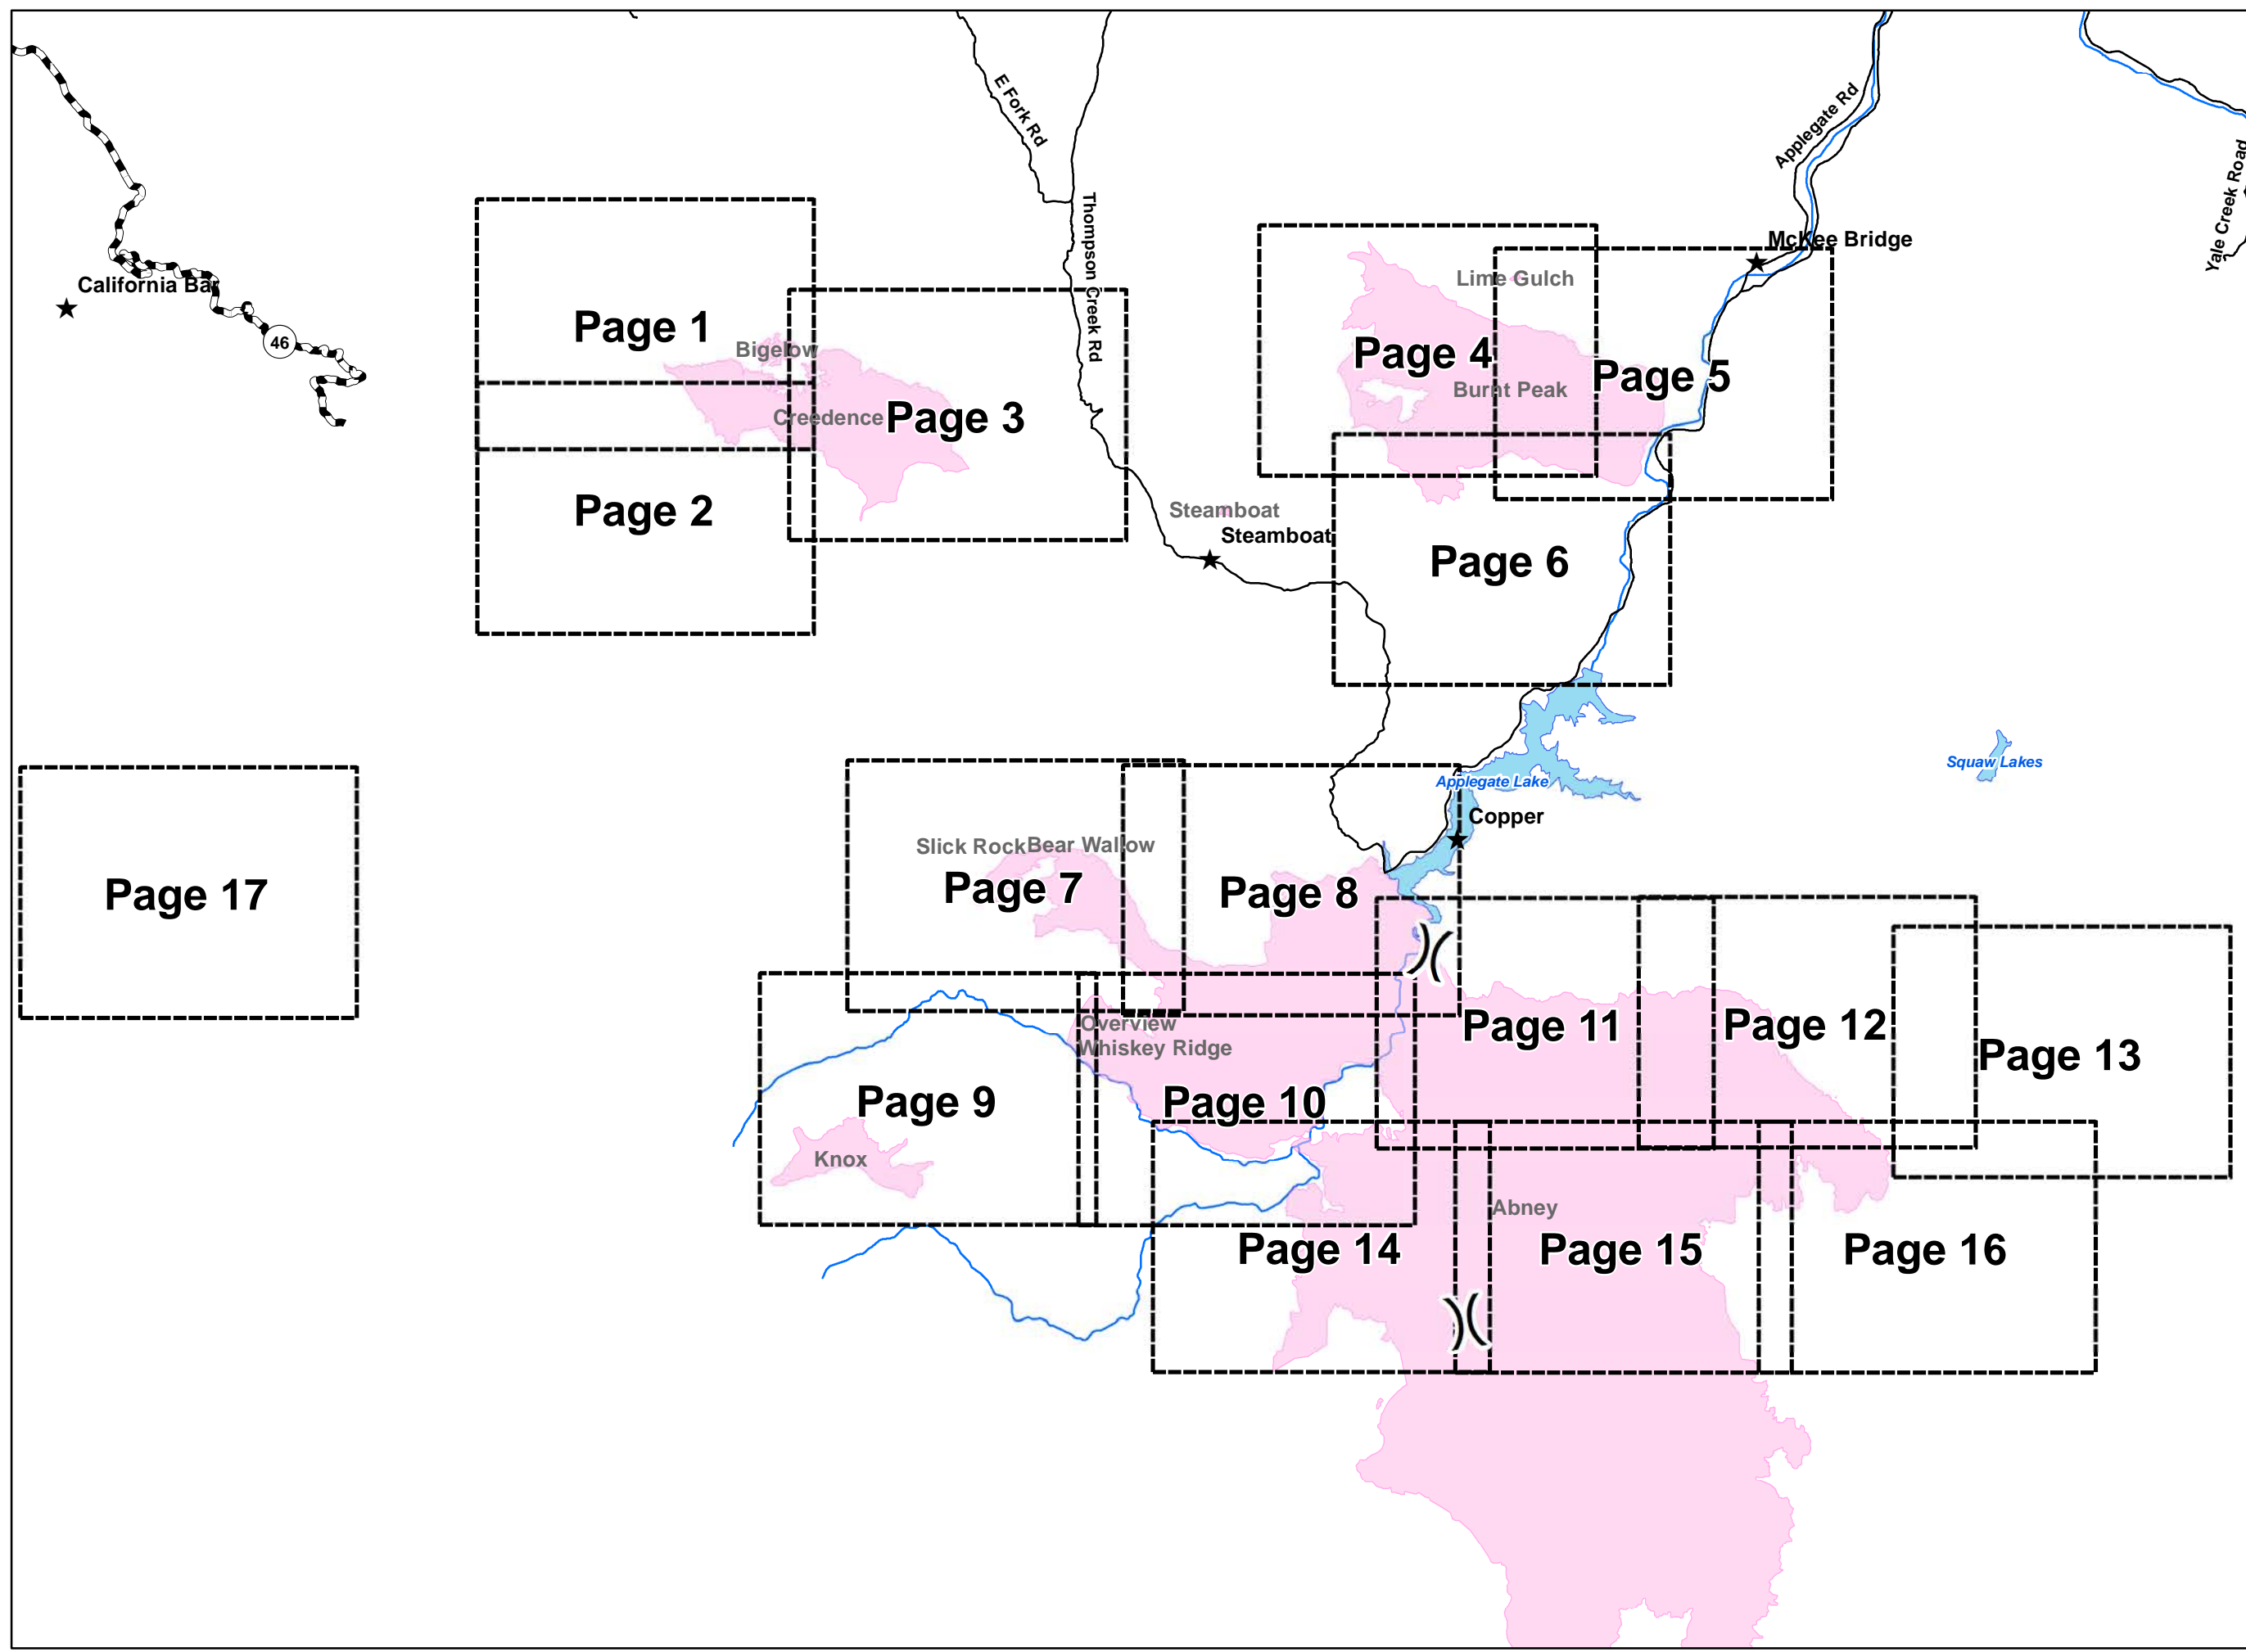 E Fork Rd
Applegate Rd
Yale Creek Road
Thompson Creek Rd
McKee Bridge
California Bar
Lime Gulch
46
Page 1
Bigelow
Page 4
Page 5
Burnt Peak
Creedence
Page 3
Page 2
Steamboat
Steamboat
Page 6
Squaw Lakes
Applegate Lake
Copper
Slick Rock
Bear Wallow
Page 17
Page 7
Page 8
Overview
Whiskey Ridge
Page 11
Page 12
Page 13
Page 9
Page 10
Knox
Abney
Page 14
Page 15
Page 16